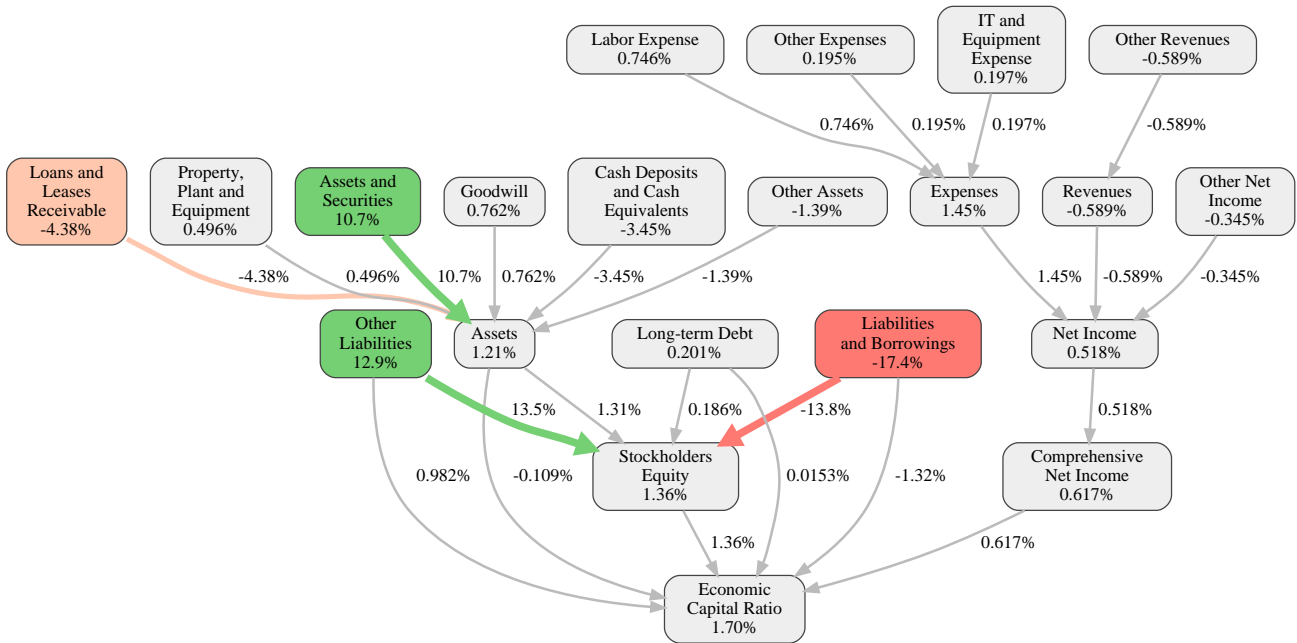 Labor Expense
0.746%
Other Expenses
0.195%
IT and
Equipment
Expense
0.197%
Other Revenues
-0.589%
0.746%
0.195%
0.197%
-0.589%
Loans and
Leases
Receivable
-4.38%
Property,
Plant and
Equipment
0.496%
Assets and
Securities
10.7%
Goodwill
0.762%
Cash Deposits
and Cash
Equivalents
-3.45%
Other Assets
-1.39%
Expenses
1.45%
Revenues
-0.589%
Other Net
Income
-0.345%
-4.38%
0.496%
10.7%
0.762%
-3.45%
-1.39%
1.45%
-0.589%
-0.345%
Other
Liabilities
12.9%
Assets
1.21%
Long-term Debt
0.201%
Liabilities
and Borrowings
-17.4%
Net Income
0.518%
13.5%
1.31%
0.186%
-13.8%
0.518%
Stockholders
Equity
1.36%
Comprehensive
Net Income
0.617%
0.982%
-0.109%
0.0153%
-1.32%
1.36%
0.617%
Economic
Capital Ratio
1.70%